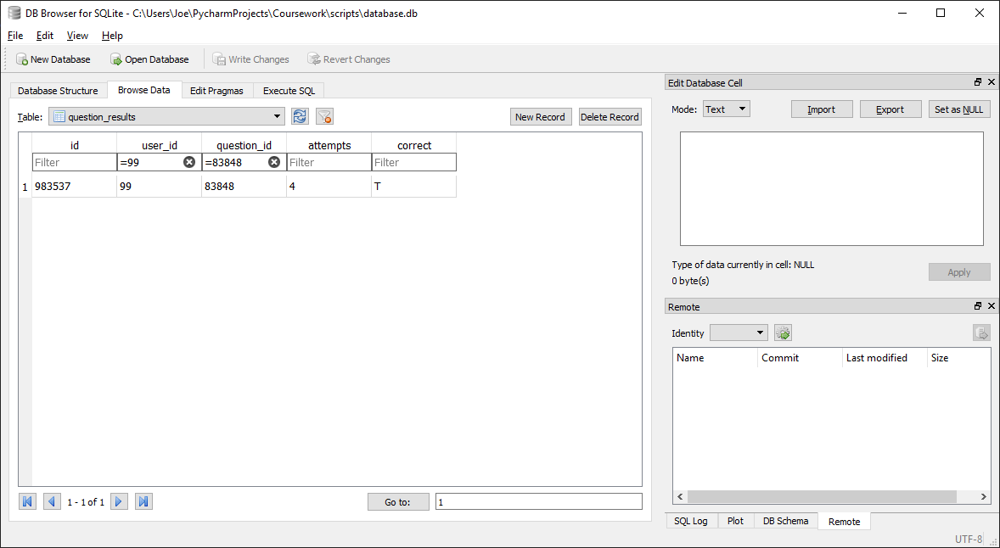 DB Browser for SQLite - C:\Users\Joe\PycharmProjects\Coursework\scripts\database.db
File Edit View Help
New Database Open Database Write Changes Revert Changes
Database Structure Browse Data Edit Pragmas Execute SQL
Table: question_results New Record Delete Record
id user_id question_id attempts correct
Filter =99 =83848 Filter Filter
1 983537 99 83848 4 T
1 - 1 of 1 Go to: 1
Edit Database Cell
Mode: Text Import Export Set as NULL
Type of data currently in cell: NULL
0 byte(s)
Apply
Remote
Identity
Name Commit Last modified Size
SQL Log Plot DB Schema Remote
UTF-8